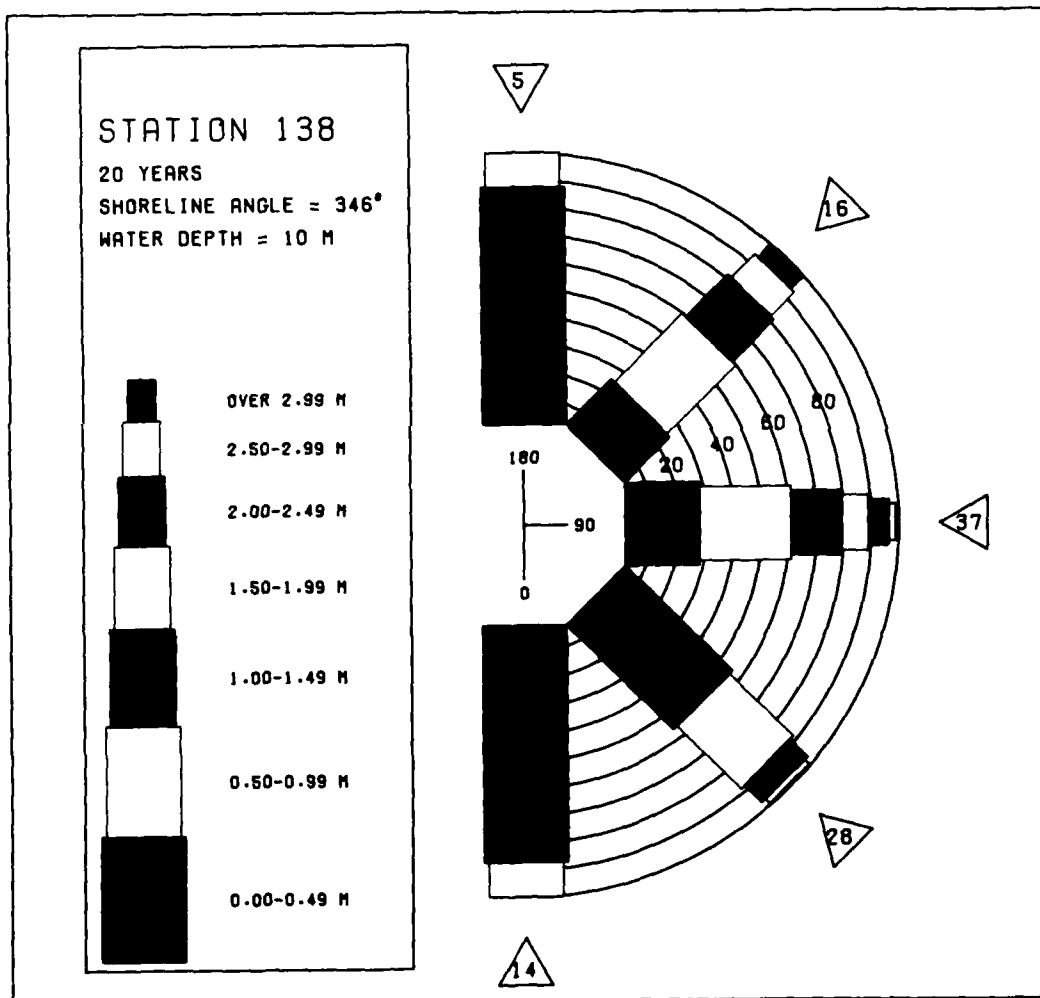 STATION 138
20 YEARS
SHORELINE ANGLE = 346°
WATER DEPTH = 10 M
OVER 2.99 M
2.50-2.99 M
2.00-2.49 M
1.50-1.99 M
1.00-1.49 M
0.50-0.99 M
0.00-0.49 M
5
16
80
60
40
20
180
90
0
37
28
14